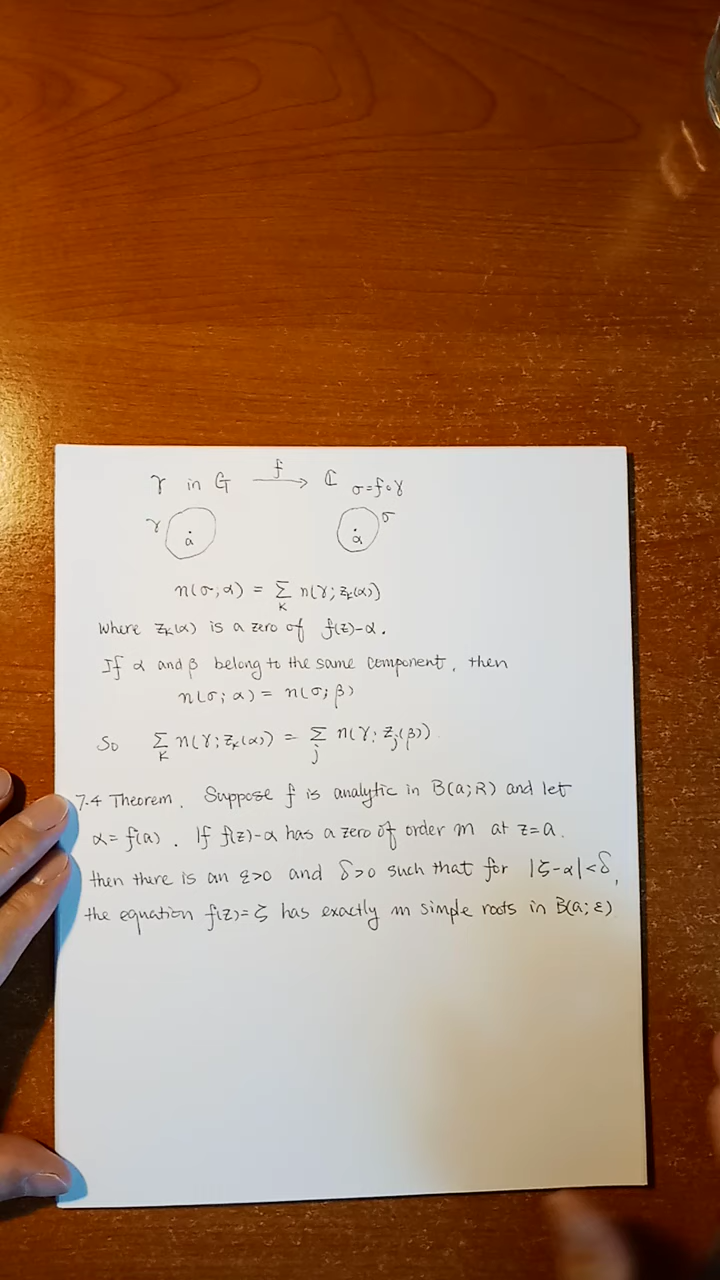 γ in G f→ ℂ σ=f∘γ
γ a α σ
n(σ;α) = Σ_k n(γ;z_k(α))
where z_k(α) is a zero of f(z)-α.
If α and β belong to the same component, then
n(σ;α) = n(σ;β)
So Σ_k n(γ;z_k(α)) = Σ_j n(γ;z_j(β)).
7.4 Theorem. Suppose f is analytic in B(a;R) and let
α=f(a). If f(z)-α has a zero of order m at z=a.
then there is an ε>0 and δ>0 such that for |ζ-α|<δ,
the equation f(z)=ζ has exactly m simple roots in B(a;ε)